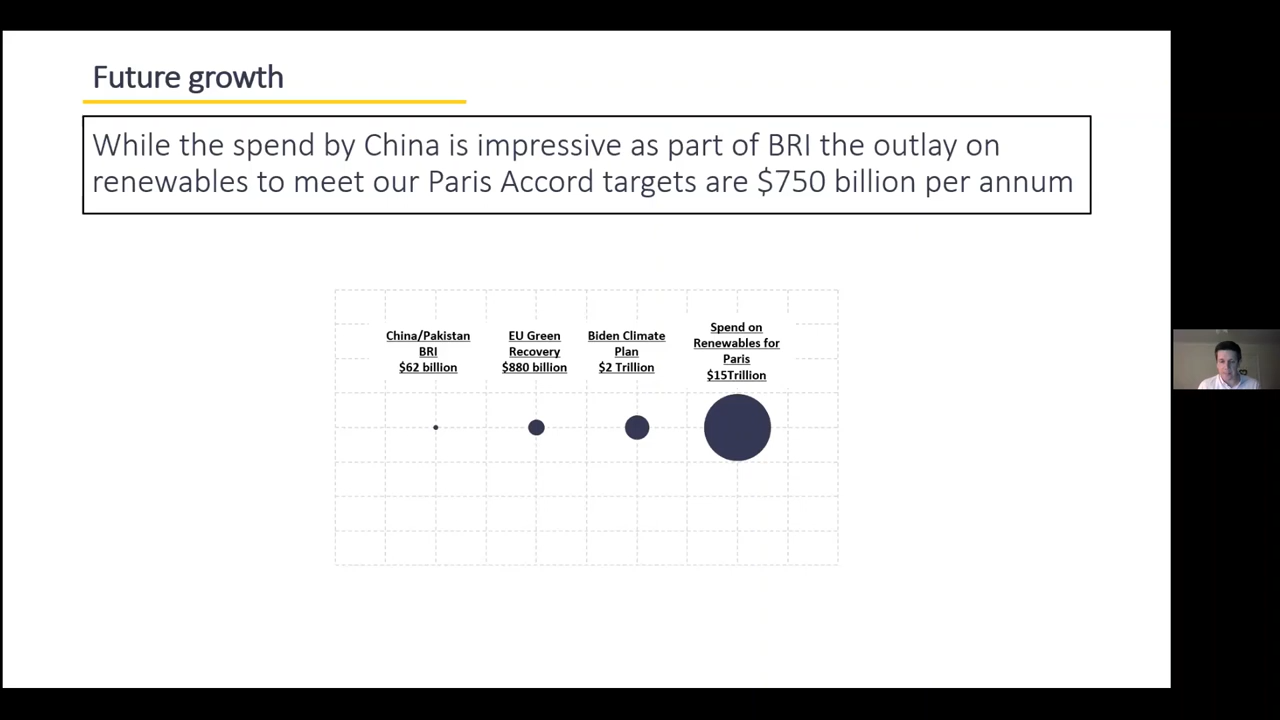 Future growth
While the spend by China is impressive as part of BRI the outlay on
renewables to meet our Paris Accord targets are $750 billion per annum
China/Pakistan
BRI
$62 billion
EU Green
Recovery
$880 billion
Biden Climate
Plan
$2 Trillion
Spend on
Renewables for
Paris
$15Trillion